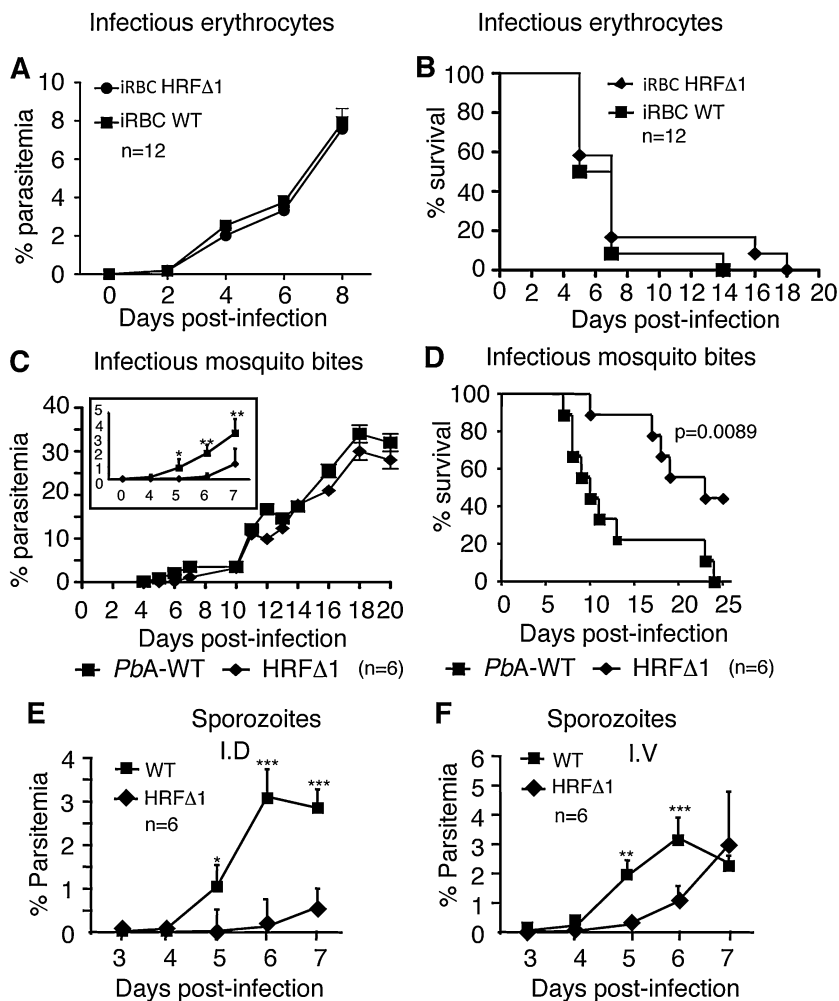 Infectious erythrocytes
A
10
8
6
4
2
0
% parasitemia
iRBC HRFΔ1
iRBC WT
n=12
0 2 4 6 8
Days post-infection
Infectious erythrocytes
B
100
80
60
40
20
0
% survival
iRBC HRFΔ1
iRBC WT
n=12
0 2 4 6 8 10 12 14 16 18 20
Days post-infection
C Infectious mosquito bites
40
30
20
10
0
% parasitemia
5
4
3
2
1
0
* ** **
0 4 5 6 7
0 2 4 6 8 10 12 14 16 18 20
Days post-infection
PbA-WT HRFΔ1 (n=6)
D Infectious mosquito bites
100
80
60
40
20
0
% survival
p=0.0089
0 5 10 15 20 25
Days post-infection
PbA-WT HRFΔ1 (n=6)
E Sporozoites
I.D
4
3
2
1
0
% Parsitemia
WT
HRFΔ1
n=6
* *** ***
3 4 5 6 7
Days post-infection
F Sporozoites
I.V
6
5
4
3
2
1
0
% Parsitemia
WT
HRFΔ1
n=6
** ***
3 4 5 6 7
Days post-infection